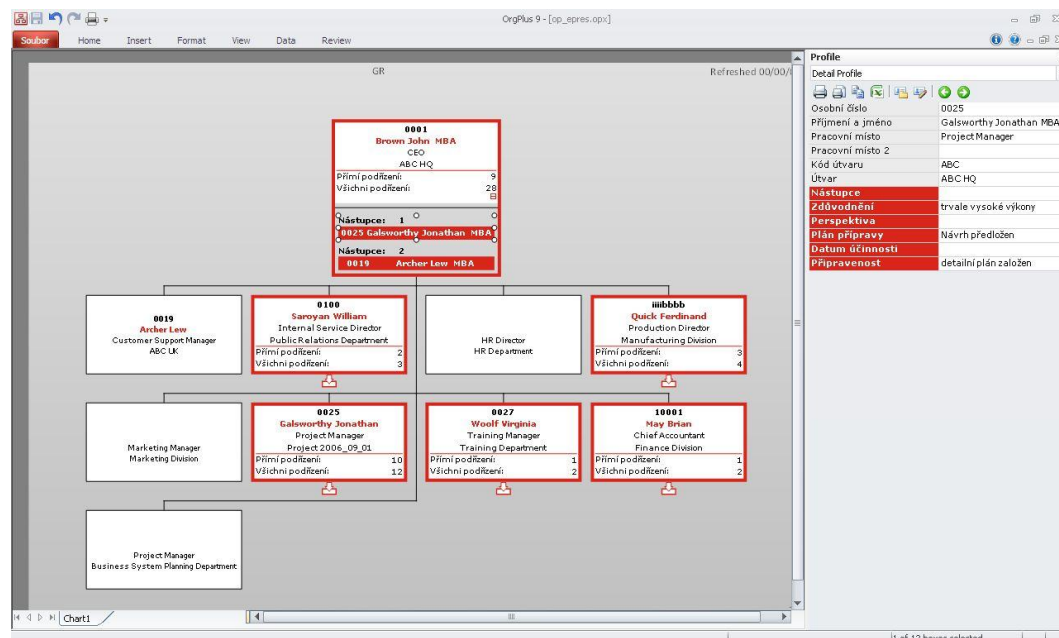 OrgPlus 9 - [op_epres.opx]
Soubor Home Insert Format View Data Review
GR
Refreshed 00/00/
0001
Brown John MBA
CEO
ABC HQ
Přímí podřízení: 9
Všichni podřízení: 28
Nástupce: 1
0025 Galsworthy Jonathan MBA
Nástupce: 2
0019 Archer Lew MBA
0019
Archer Lew
Customer Support Manager
ABC UK
0100
Saroyan William
Internal Service Director
Public Relations Department
Přímí podřízení: 2
Všichni podřízení: 3
HR Director
HR Department
iiiibbbb
Quick Ferdinand
Production Director
Manufacturing Division
Přímí podřízení: 3
Všichni podřízení: 4
Marketing Manager
Marketing Division
0025
Galsworthy Jonathan
Project Manager
Project 2006_09_01
Přímí podřízení: 10
Všichni podřízení: 12
0027
Woolf Virginia
Training Manager
Training Department
Přímí podřízení: 1
Všichni podřízení: 2
10001
May Brian
Chief Accountant
Finance Division
Přímí podřízení: 1
Všichni podřízení: 2
Project Manager
Business System Planning Department
Chart1
Profile
Detail Profile
Osobní číslo 0025
Příjmení a jméno Galsworthy Jonathan MBA
Pracovní místo Project Manager
Pracovní místo 2
Kód útvaru ABC
Útvar ABC HQ
Nástupce
Zdůvodnění trvale vysoké výkony
Perspektiva
Plán přípravy Návrh předložen
Datum účinnosti
Připravenost detailní plán založen
1 of 12 boxes selected